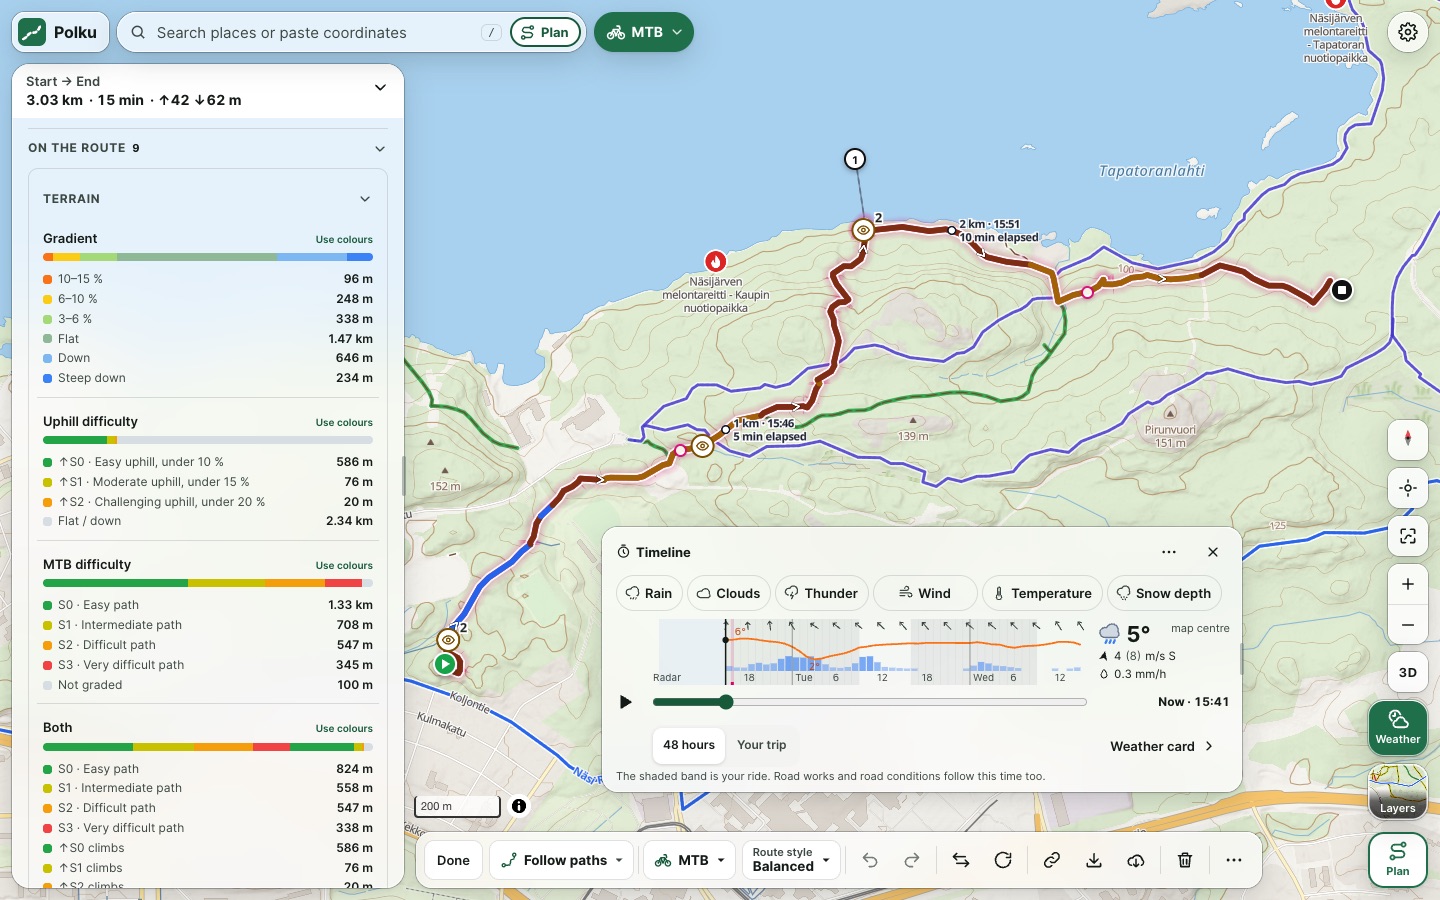 Polku
Search places or paste coordinates
/
Plan
MTB
Start → End
3.03 km · 15 min · ↑42 ↓62 m
ON THE ROUTE 9
TERRAIN
Gradient
Use colours
10–15 % 96 m
6–10 % 248 m
3–6 % 338 m
Flat 1.47 km
Down 646 m
Steep down 234 m
Uphill difficulty
Use colours
↑S0 · Easy uphill, under 10 % 586 m
↑S1 · Moderate uphill, under 15 % 76 m
↑S2 · Challenging uphill, under 20 % 20 m
Flat / down 2.34 km
MTB difficulty
Use colours
S0 · Easy path 1.33 km
S1 · Intermediate path 708 m
S2 · Difficult path 547 m
S3 · Very difficult path 345 m
Not graded 100 m
Both
Use colours
S0 · Easy path 824 m
S1 · Intermediate path 558 m
S2 · Difficult path 547 m
S3 · Very difficult path 338 m
↑S0 climbs 586 m
↑S1 climbs 76 m
↑S2 climbs 20 m
Näsijärven
melontareitti
- Tapatoran
nuotiopaikka
Tapatoranlahti
1
2
2 km · 15:51
10 min elapsed
Näsijärven
melontareitti - Kaupin
nuotiopaikka
100
1 km · 15:46
5 min elapsed
139 m
Pirunvuori
151 m
152 m
125
2
Koljontie
Kulmakatu
200 m
Timeline
Rain
Clouds
Thunder
Wind
Temperature
Snow depth
6°
2°
Radar
18
Tue
6
12
18
Wed
6
12
5°
map centre
4 (8) m/s S
0.3 mm/h
Now · 15:41
48 hours
Your trip
Weather card
The shaded band is your ride. Road works and road conditions follow this time too.
3D
Weather
Layers
Plan
Done
Follow paths
MTB
Route style
Balanced